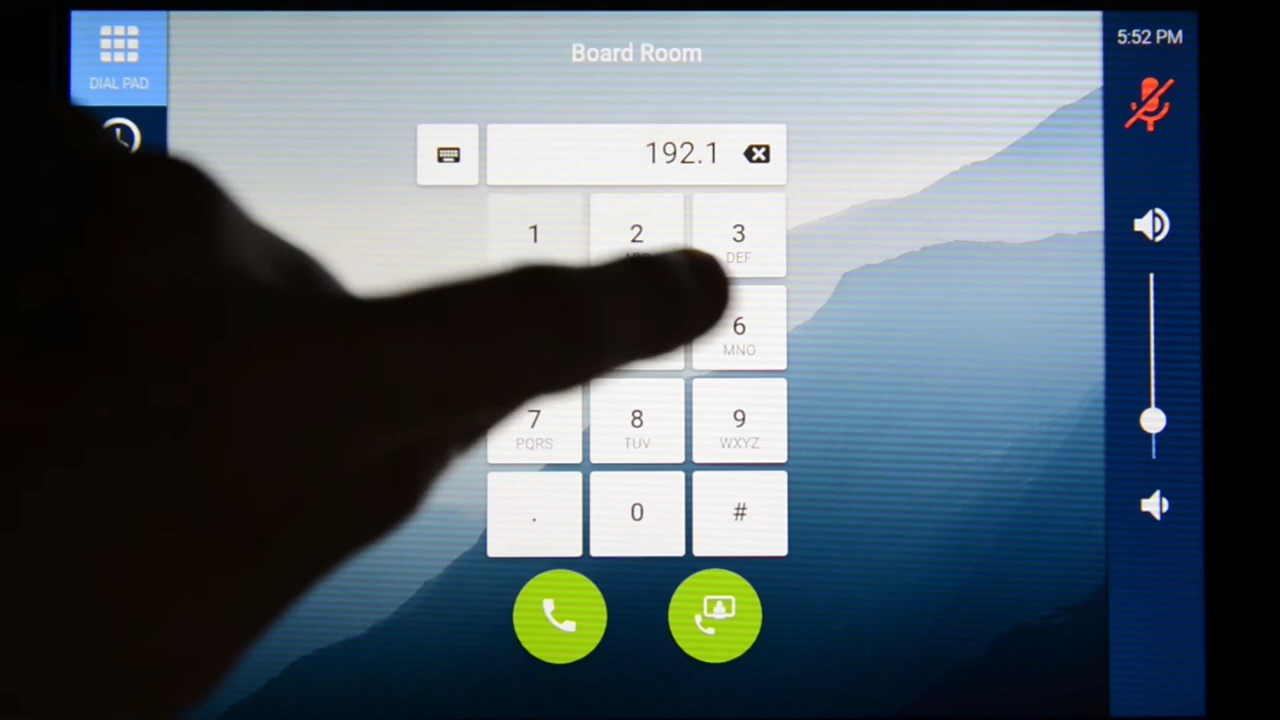 DIAL PAD
Board Room
5:52 PM
192.1
1
2
3
DEF
6
MNO
7
PQRS
8
TUV
9
WXYZ
.
0
#